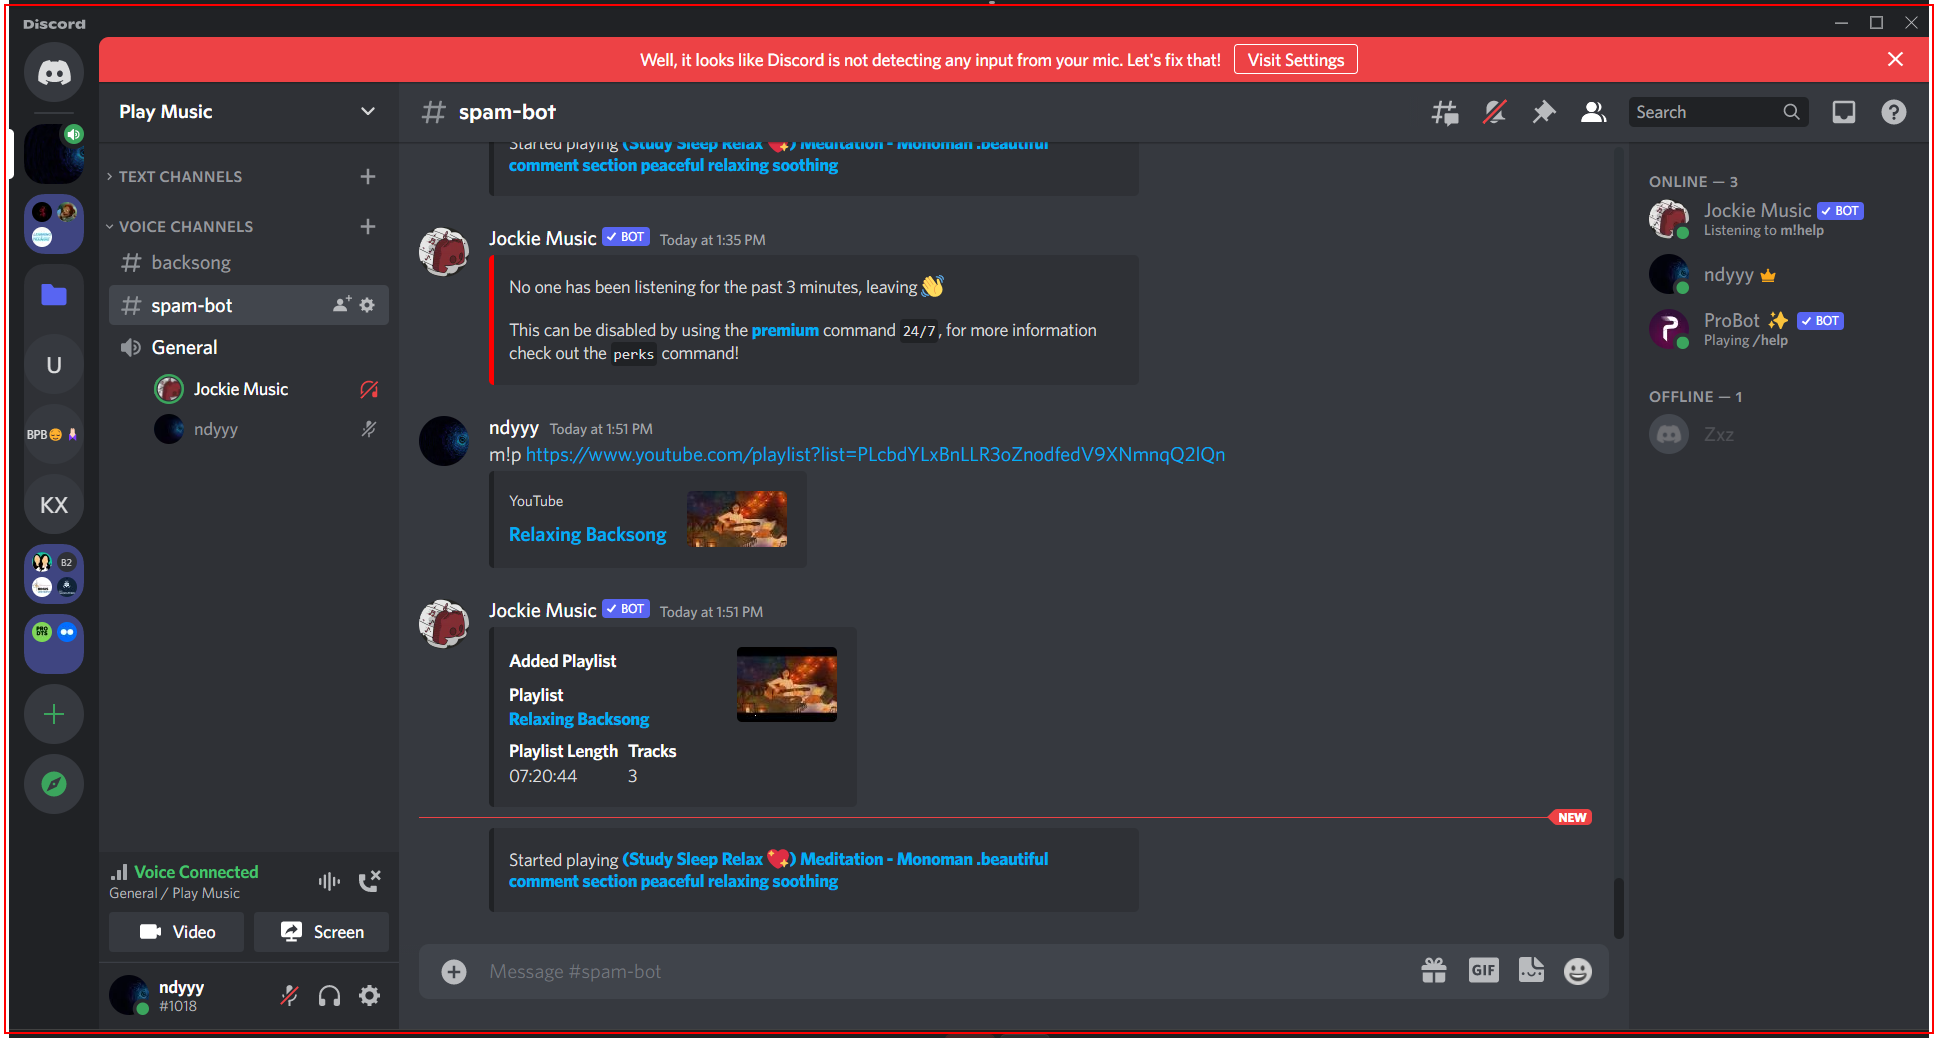 Discord
Well, it looks like Discord is not detecting any input from your mic. Let's fix that!
Visit Settings
Play Music
spam-bot
Search
TEXT CHANNELS
VOICE CHANNELS
backsong
spam-bot
General
Jockie Music
ndyyy
U
BPB😔
KX
B2
PRO
DTS
Started playing (Study Sleep Relax 💖) Meditation - Monoman .beautiful
comment section peaceful relaxing soothing
Jockie Music ✓ BOT Today at 1:35 PM
No one has been listening for the past 3 minutes, leaving 👋
This can be disabled by using the premium command 24/7, for more information
check out the perks command!
ndyyy Today at 1:51 PM
m!p https://www.youtube.com/playlist?list=PLcbdYLxBnLLR3oZnodfedV9XNmnqQ2lQn
YouTube
Relaxing Backsong
Jockie Music ✓ BOT Today at 1:51 PM
Added Playlist
Playlist
Relaxing Backsong
Playlist Length Tracks
07:20:44 3
NEW
Started playing (Study Sleep Relax 💖) Meditation - Monoman .beautiful
comment section peaceful relaxing soothing
Message #spam-bot
GIF
ONLINE — 3
Jockie Music ✓ BOT
Listening to m!help
ndyyy
ProBot ✨ ✓ BOT
Playing /help
OFFLINE — 1
Zxz
Voice Connected
General / Play Music
Video
Screen
ndyyy
#1018